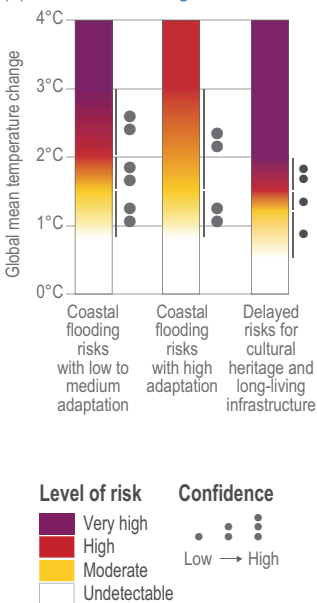 4°C
3°C
2°C
1°C
0°C
Global mean temperature change
Coastal
flooding
risks
with low to
medium
adaptation
Coastal
flooding
risks
with high
adaptation
Delayed
risks for
cultural
heritage and
long-living
infrastructure
Level of risk
Very high
High
Moderate
Undetectable
Confidence
Low → High